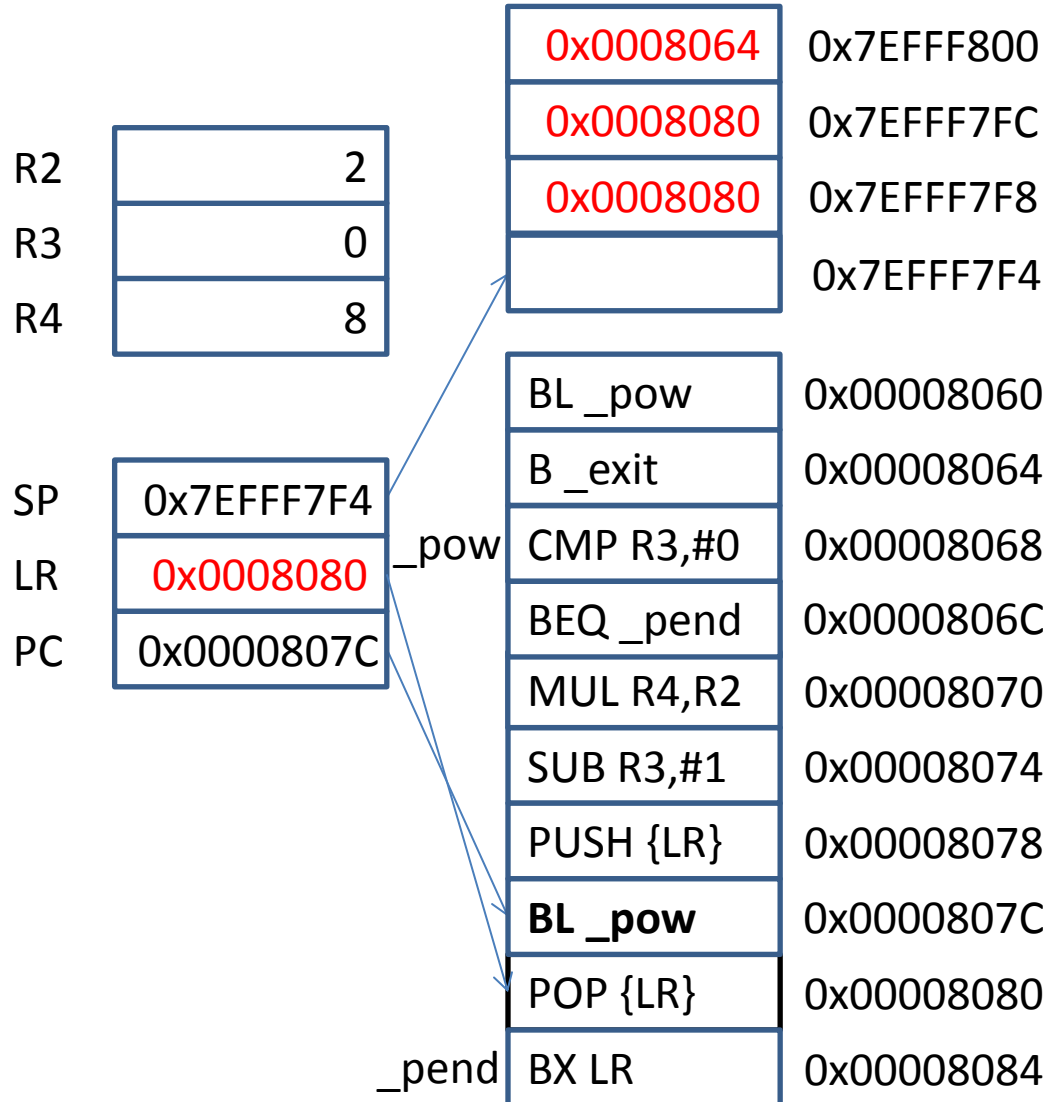 0x0008064 0x7EFFF800
0x0008080 0x7EFFF7FC
R2 2
0x0008080 0x7EFFF7F8
R3 0
0x7EFFF7F4
R4 8
BL _pow 0x00008060
SP 0x7EFFF7F4
B _exit 0x00008064
LR 0x0008080
_pow CMP R3,#0 0x00008068
PC 0x0000807C
BEQ _pend 0x0000806C
MUL R4,R2 0x00008070
SUB R3,#1 0x00008074
PUSH {LR} 0x00008078
BL _pow 0x0000807C
POP {LR} 0x00008080
_pend BX LR 0x00008084